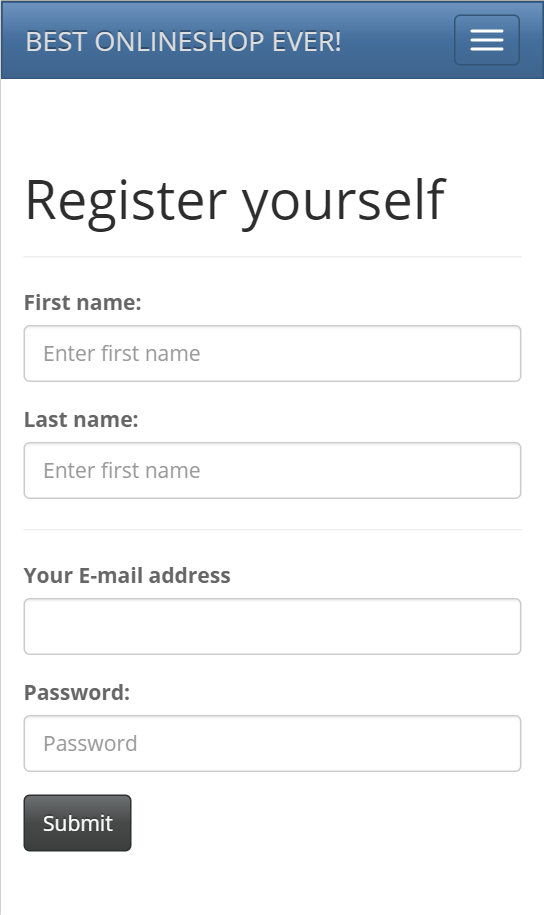 BEST ONLINESHOP EVER!
Register yourself
First name:
Enter first name
Last name:
Enter first name
Your E-mail address
Password:
Password
Submit